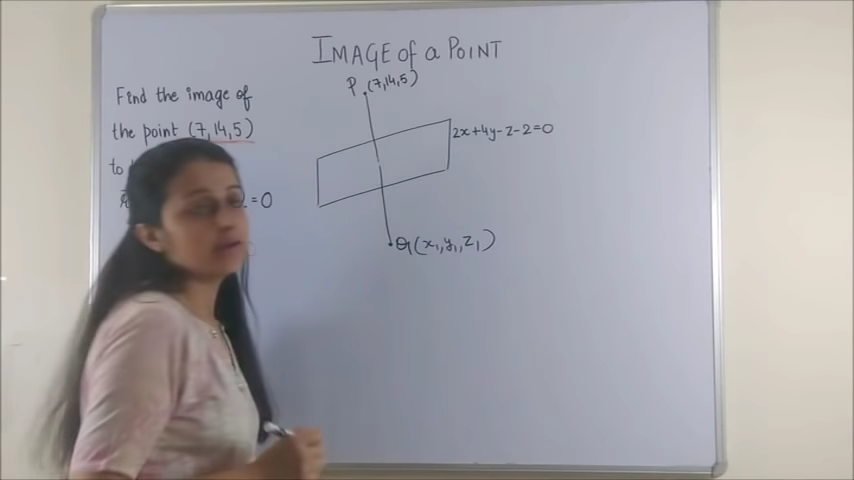 IMAGE of a POINT
Find the image of
the point (7,14,5)
to
=0
P (7,14,5)
2x+4y-z-2=0
Q(x₁,y₁,z₁)